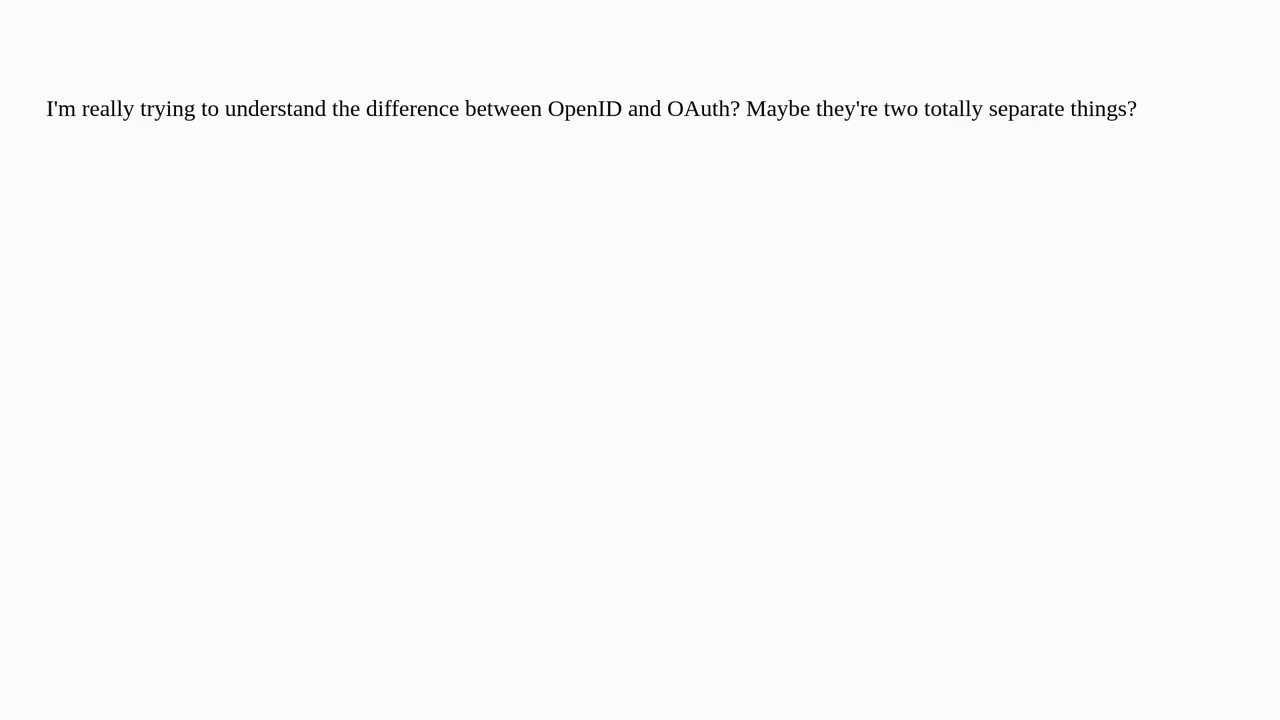 I'm really trying to understand the difference between OpenID and OAuth? Maybe they're two totally separate things?